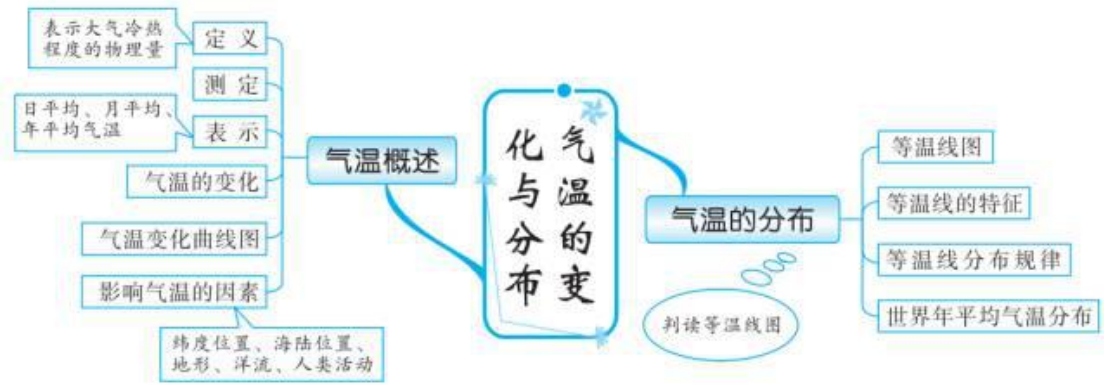 表示大气冷热
程度的物理量
定义
测定
日平均、月平均、
年平均气温
表示
气温的变化
气温变化曲线图
影响气温的因素
纬度位置、海陆位置、
地形、洋流、人类活动
气温概述
气温的变
化与分布
气温的分布
判读等温线图
等温线图
等温线的特征
等温线分布规律
世界年平均气温分布